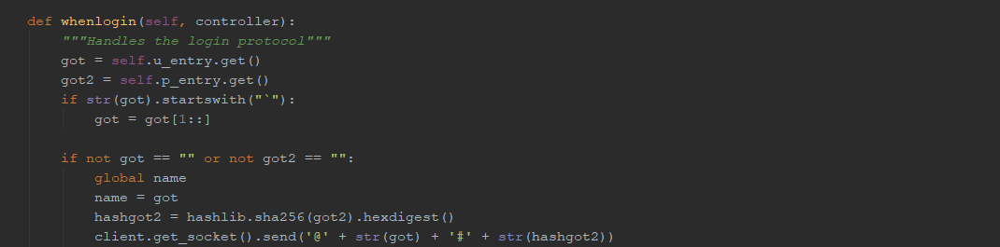 def whenlogin(self, controller):
"""Handles the login protocol"""
got = self.u_entry.get()
got2 = self.p_entry.get()
if str(got).startswith("`"):
got = got[1::]
if not got == "" or not got2 == "":
global name
name = got
hashgot2 = hashlib.sha256(got2).hexdigest()
client.get_socket().send('@' + str(got) + '#' + str(hashgot2))